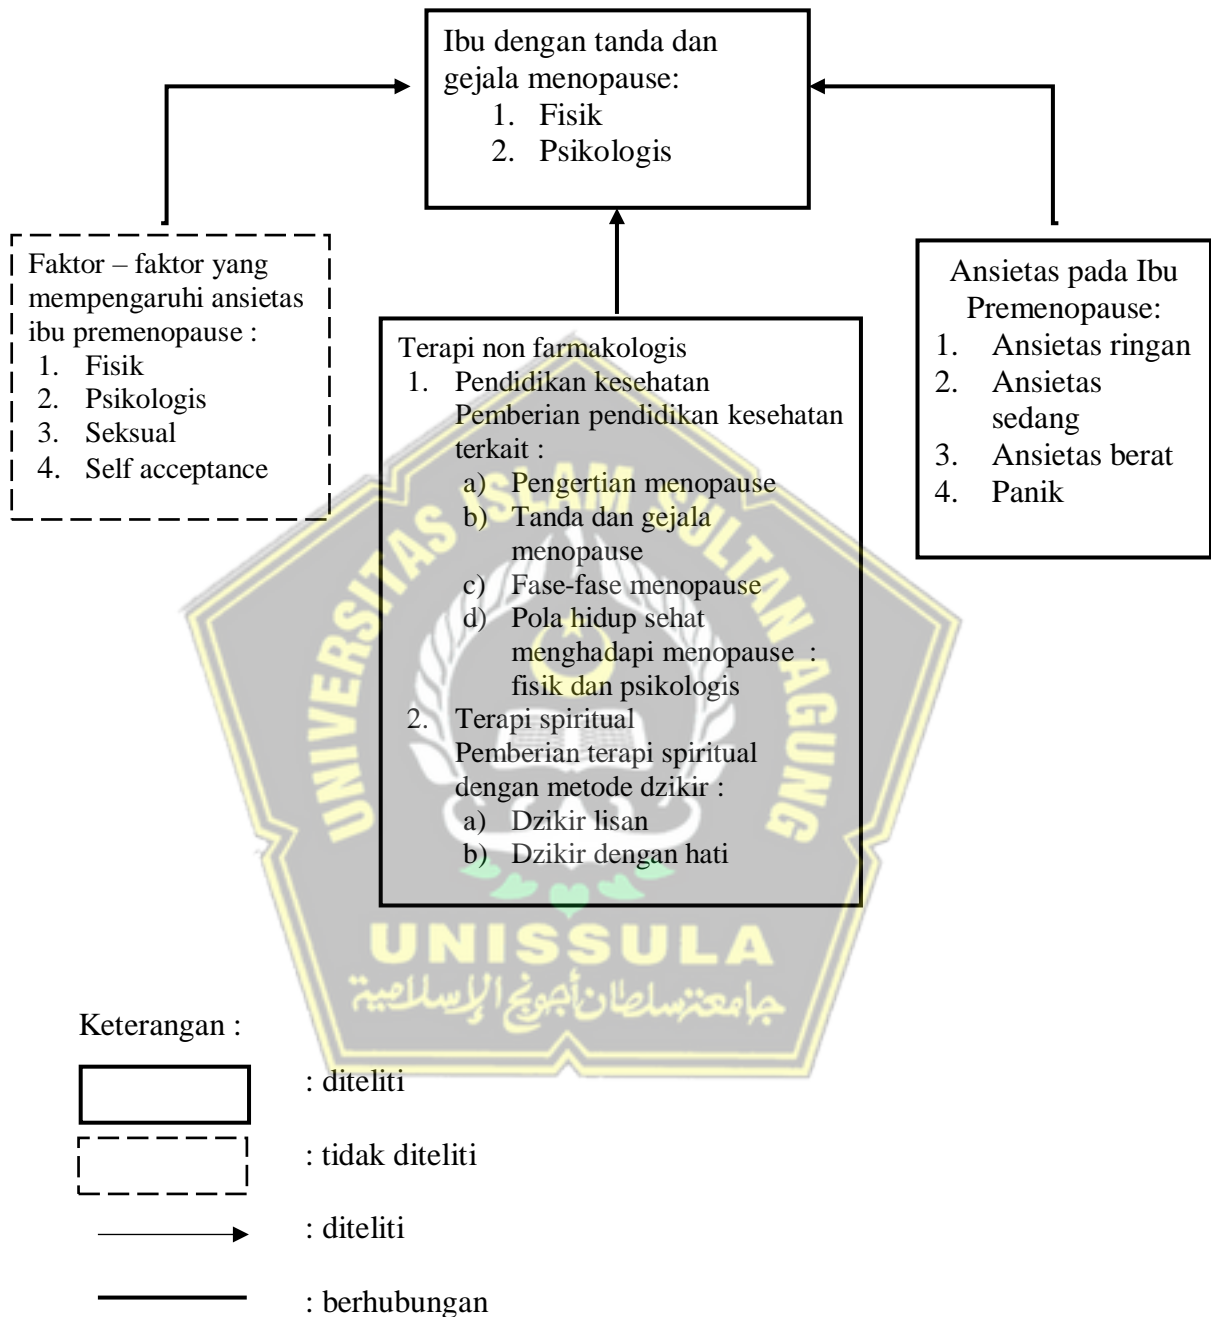 Ibu dengan tanda dan
gejala menopause:
1. Fisik
2. Psikologis
Faktor – faktor yang
mempengaruhi ansietas
ibu premenopause :
1. Fisik
2. Psikologis
3. Seksual
4. Self acceptance
Terapi non farmakologis
1. Pendidikan kesehatan
Pemberian pendidikan kesehatan
terkait :
a) Pengertian menopause
b) Tanda dan gejala
menopause
c) Fase-fase menopause
d) Pola hidup sehat
menghadapi menopause :
fisik dan psikologis
2. Terapi spiritual
Pemberian terapi spiritual
dengan metode dzikir :
a) Dzikir lisan
b) Dzikir dengan hati
Ansietas pada Ibu
Premenopause:
1. Ansietas ringan
2. Ansietas
sedang
3. Ansietas berat
4. Panik
UNIVERSITAS ISLAM SULTAN AGUNG
UNISSULA
جامعة سلطان أجونج الإسلامية
Keterangan :
: diteliti
: tidak diteliti
: diteliti
: berhubungan